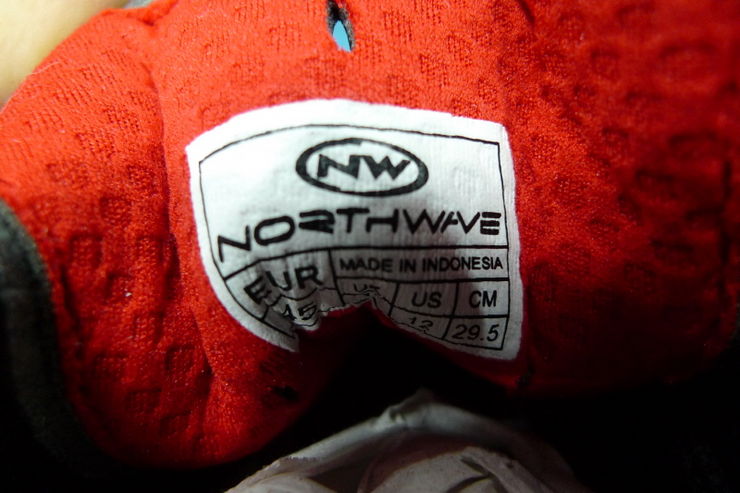 NW
NORTHWAVE
EUR MADE IN INDONESIA
US CM
45 12 29.5